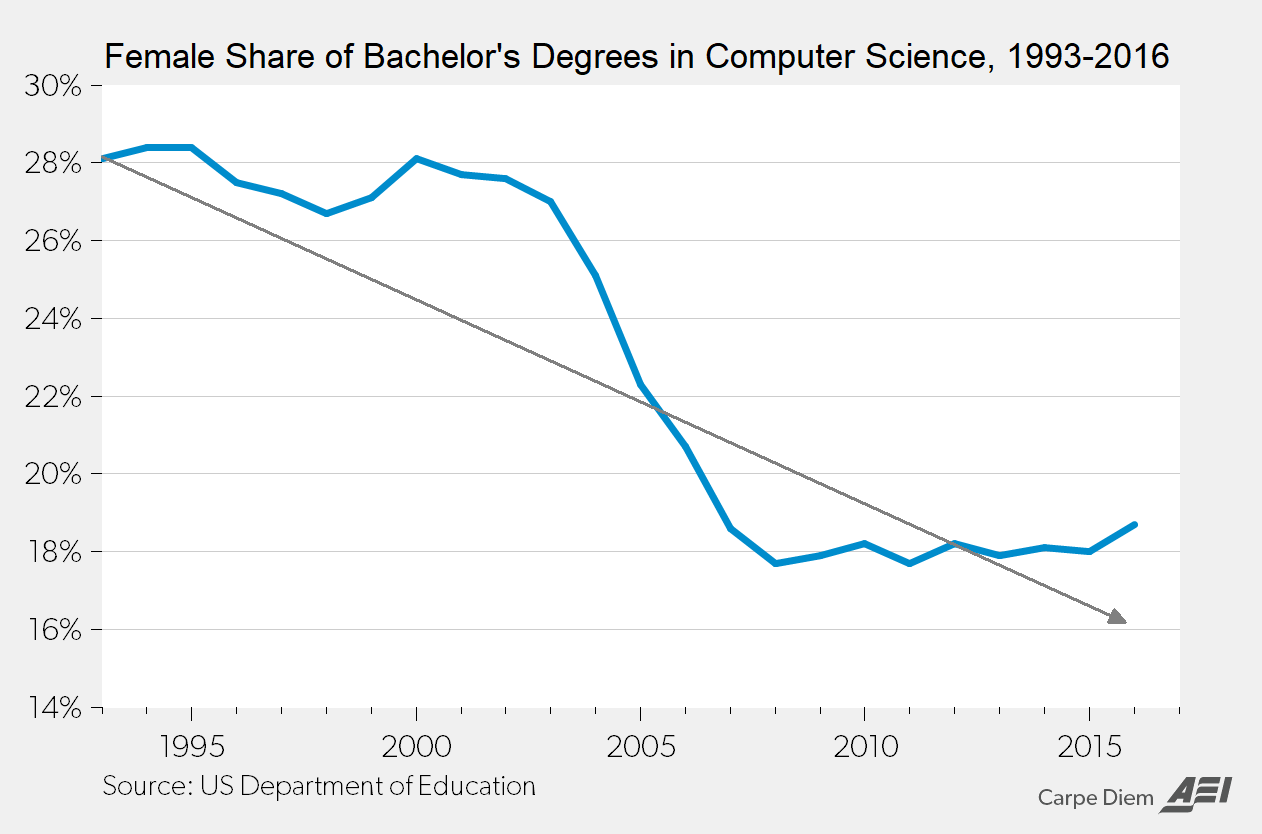 Female Share of Bachelor's Degrees in Computer Science, 1993-2016
30%
28%
26%
24%
22%
20%
18%
16%
14%
1995 2000 2005 2010 2015
Source: US Department of Education
Carpe Diem AEI